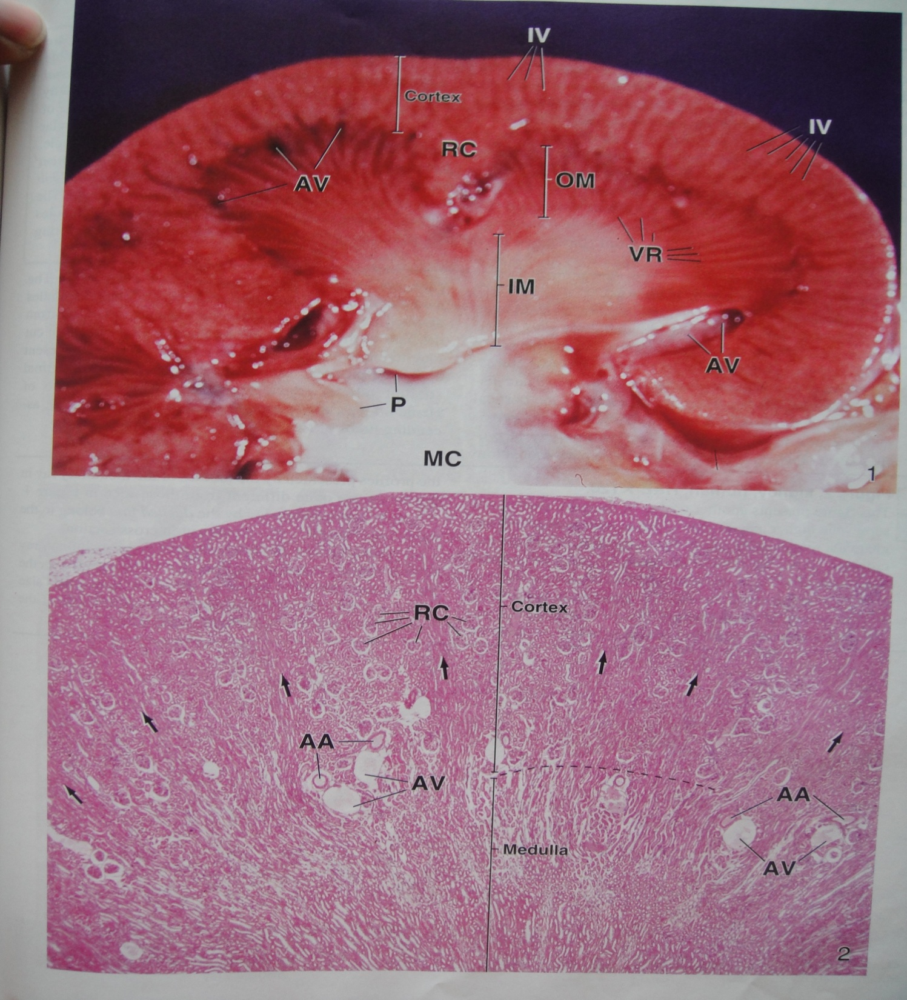 IV
Cortex
IV
RC
AV
OM
VR
IM
AV
P
MC
1
RC
Cortex
AA
AV
AA
Medulla
AV
2